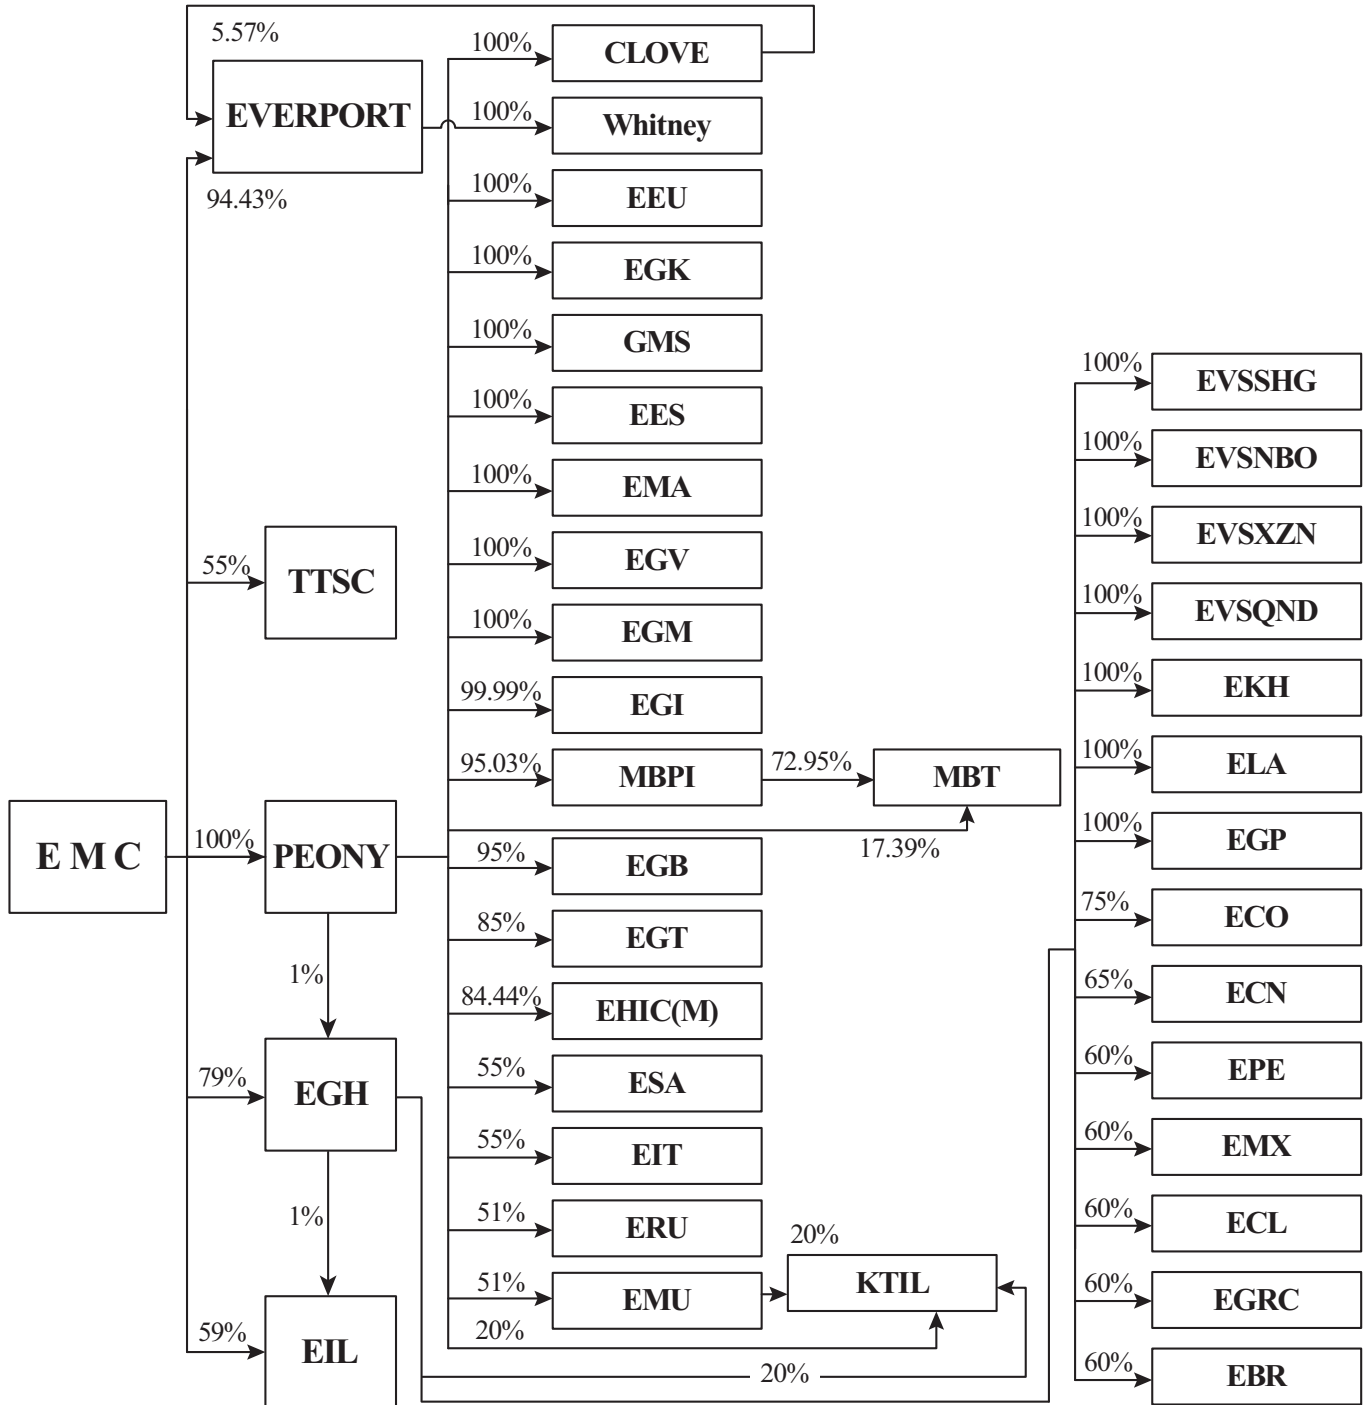 5.57%
EVERPORT
94.43%
100%
CLOVE
100%
Whitney
100%
EEU
100%
EGK
100%
GMS
100%
EES
100%
EMA
100%
EGV
100%
EGM
99.99%
EGI
95.03%
MBPI
72.95%
MBT
17.39%
55%
TTSC
E M C
100%
PEONY
95%
EGB
85%
EGT
84.44%
EHIC(M)
55%
ESA
55%
EIT
51%
ERU
51%
EMU
20%
KTIL
20%
20%
1%
79%
EGH
1%
59%
EIL
100%
EVSSHG
100%
EVSNBO
100%
EVSXZN
100%
EVSQND
100%
EKH
100%
ELA
100%
EGP
75%
ECO
65%
ECN
60%
EPE
60%
EMX
60%
ECL
60%
EGRC
60%
EBR